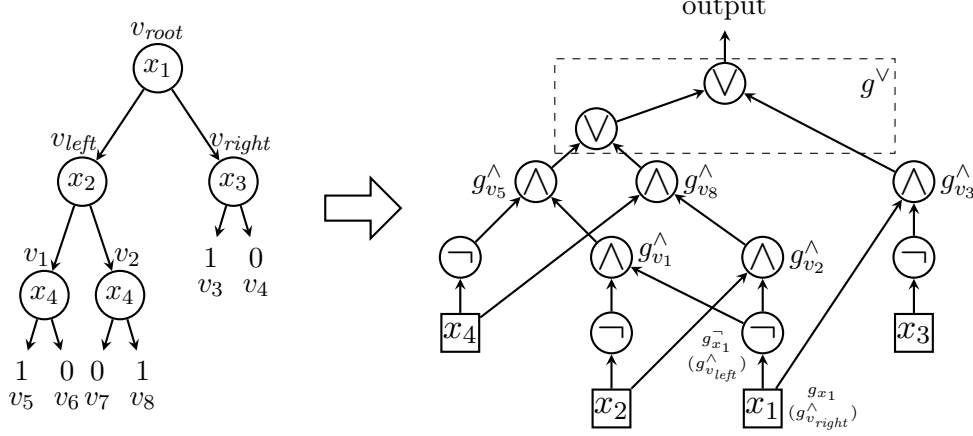 output
v_root
x_1
g^∨
∨
∨
v_left
v_right
x_2
x_3
g^∧_{v_5}
∧
∧
g^∧_{v_8}
∧
g^∧_{v_3}
v_1
v_2
1
0
v_3
v_4
¬
∧
g^∧_{v_1}
∧
g^∧_{v_2}
¬
x_4
x_4
x_4
¬
g^¬_{x_1}
(g^∧_{v_left})
¬
x_3
1
0
0
1
v_5
v_6
v_7
v_8
x_2
x_1
g_{x_1}
(g^∧_{v_right})